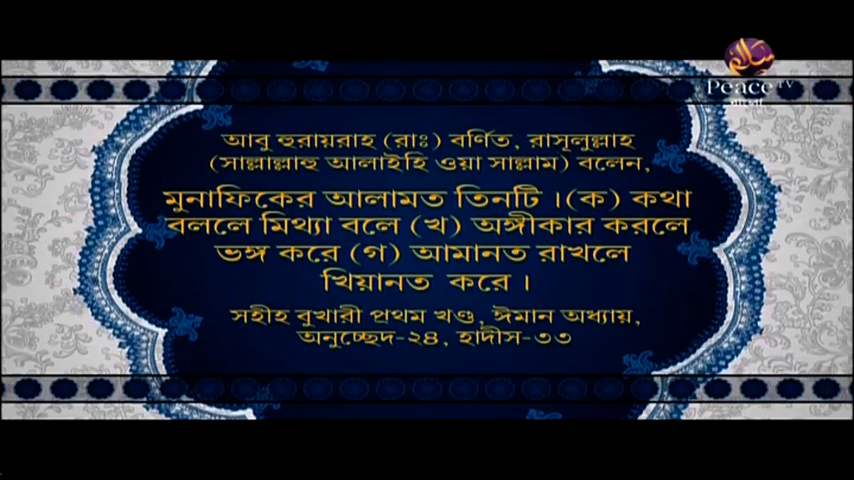 سلام
Peace TV
বাংলা
আবু হুরায়রাহ (রাঃ) বর্ণিত, রাসূলুল্লাহ
(সাল্লাল্লাহু আলাইহি ওয়া সাল্লাম) বলেন,
মুনাফিকের আলামত তিনটি ।(ক) কথা
বললে মিথ্যা বলে (খ) অঙ্গীকার করলে
ভঙ্গ করে (গ) আমানত রাখলে
খিয়ানত করে ।
সহীহ বুখারী প্রথম খণ্ড, ঈমান অধ্যায়,
অনুচ্ছেদ-২৪, হাদীস-৩৩